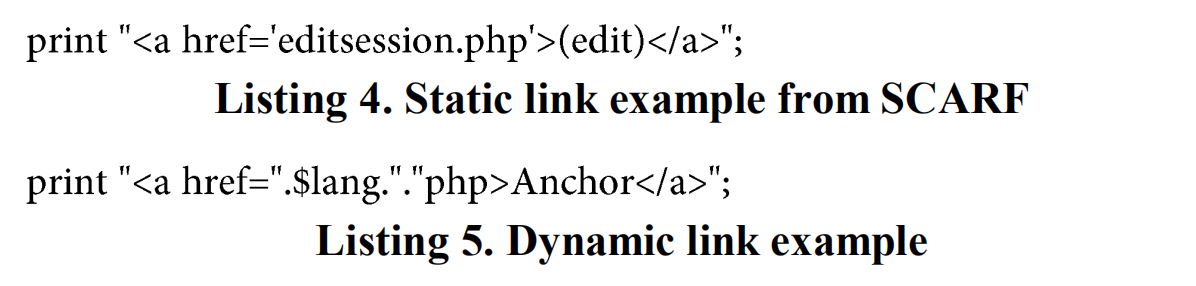 print "<a href='editsession.php'>(edit)</a>";
Listing 4. Static link example from SCARF
print "<a href=".$lang."."php>Anchor</a>";
Listing 5. Dynamic link example